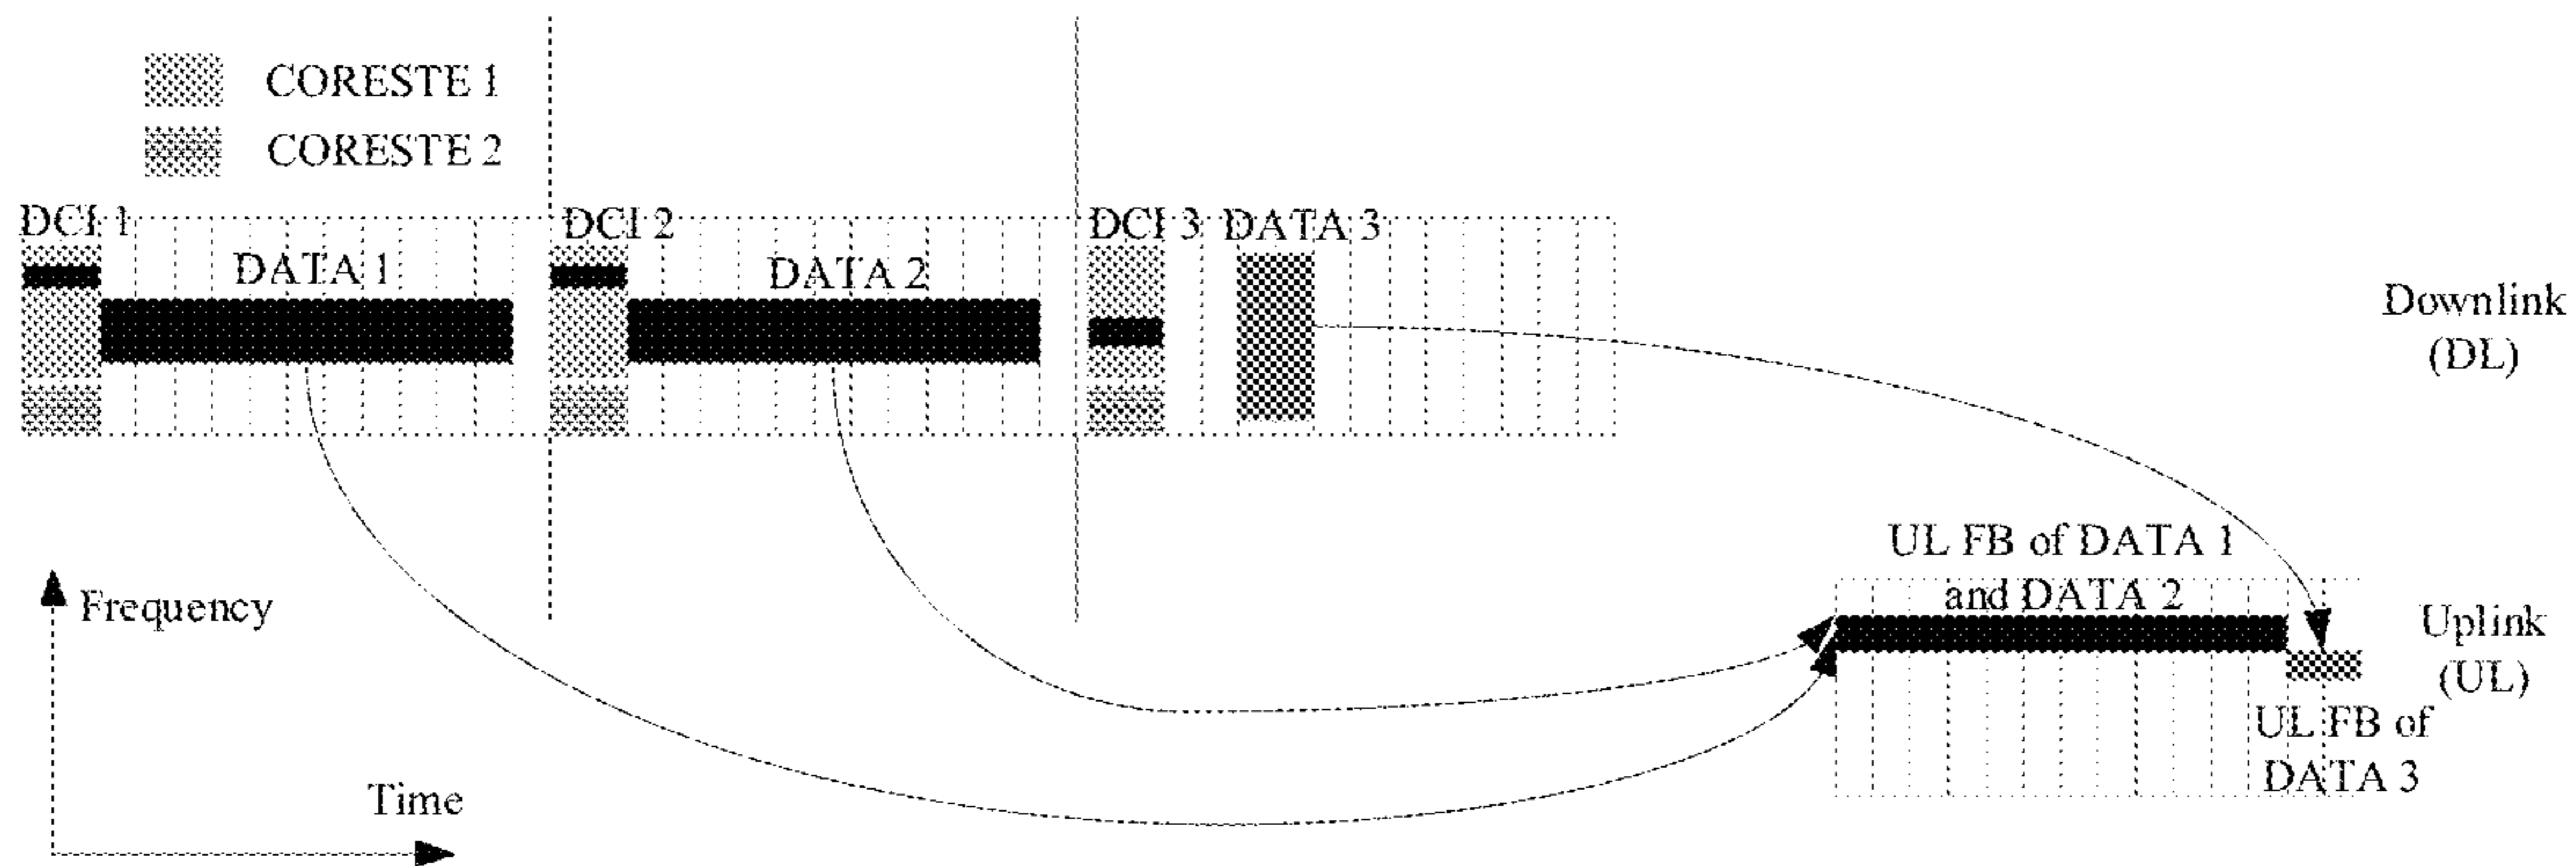 CORESTE 1
CORESTE 2
DCI 1
DCI 2
DCI 3
DATA 3
DATA 1
DATA 2
Downlink
(DL)
UL FB of DATA 1
and DATA 2
Frequency
Uplink
(UL)
UL FB of
DATA 3
Time